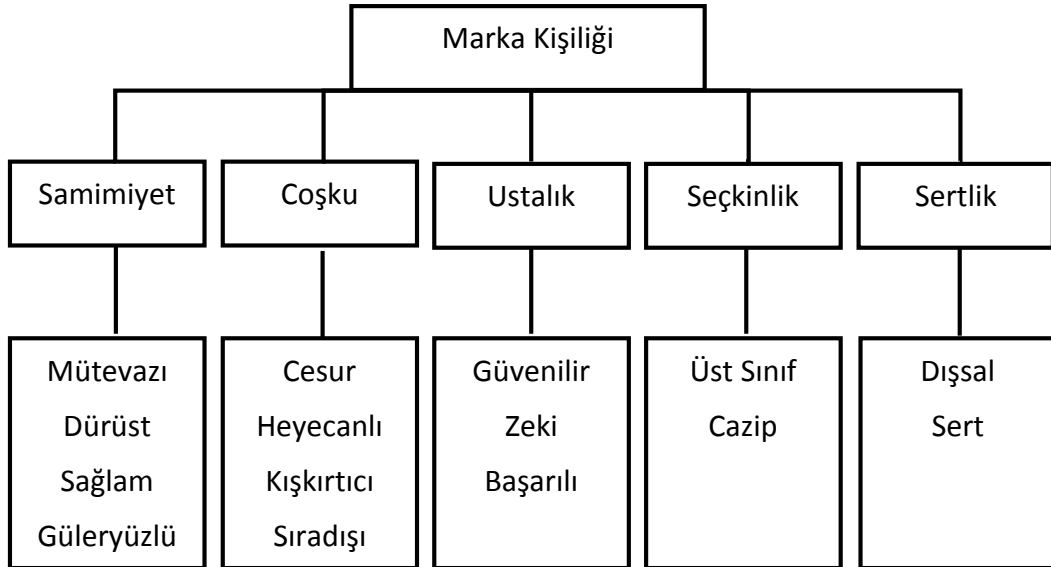 Marka Kişiliği
Samimiyet
Coşku
Ustalık
Seçkinlik
Sertlik
Mütevazı
Dürüst
Sağlam
Güleryüzlü
Cesur
Heyecanlı
Kışkırtıcı
Sıradışı
Güvenilir
Zeki
Başarılı
Üst Sınıf
Cazip
Dışsal
Sert